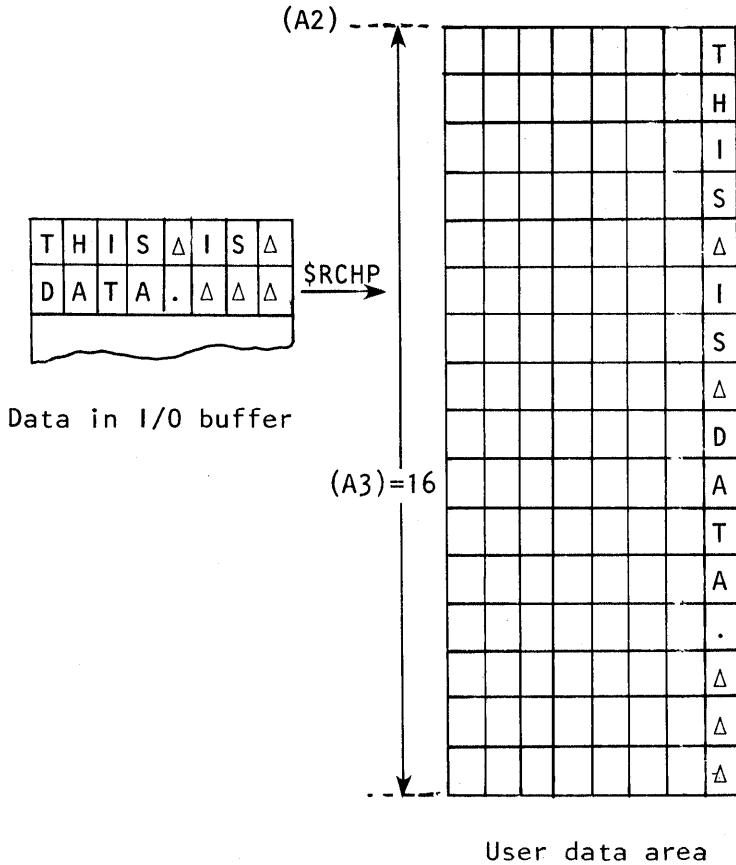 (A2)
T H I S Δ I S Δ
D A T A . Δ Δ Δ
$RCHP
Data in I/O buffer
(A3)=16
T
H
I
S
Δ
I
S
Δ
D
A
T
A
.
Δ
Δ
Δ
User data area